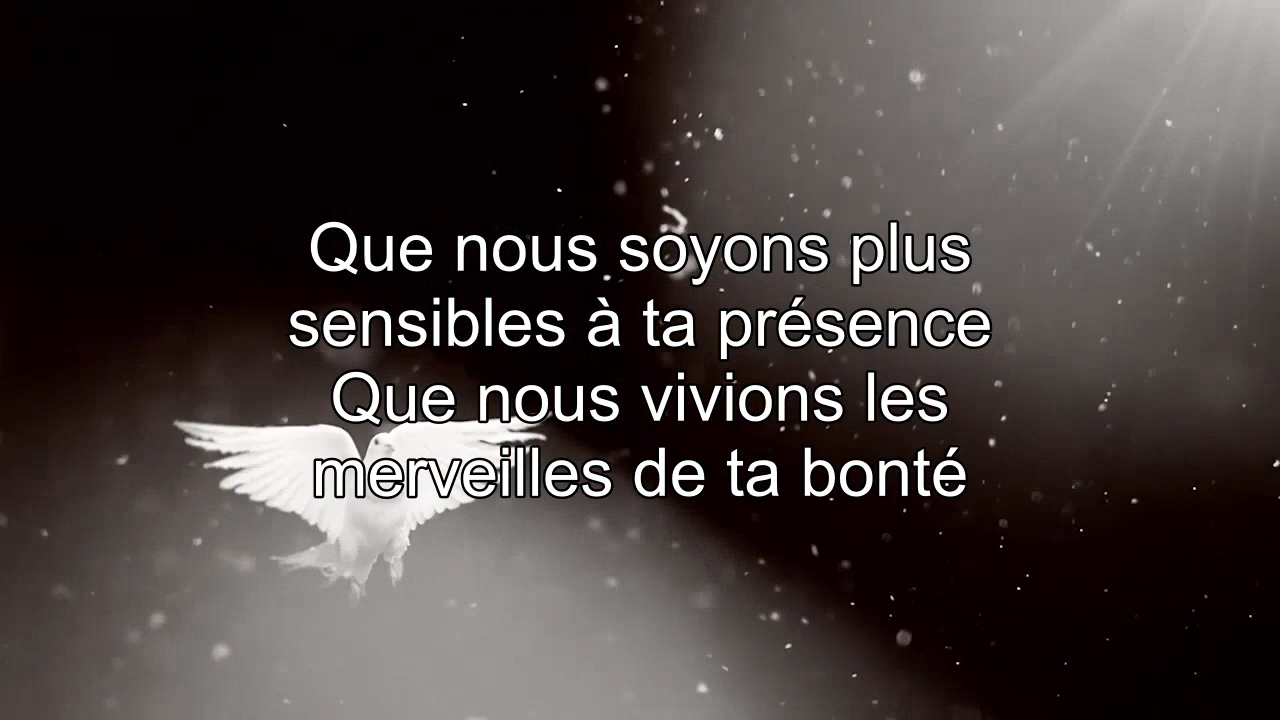 Que nous soyons plus
sensibles à ta présence
Que nous vivions les
merveilles de ta bonté